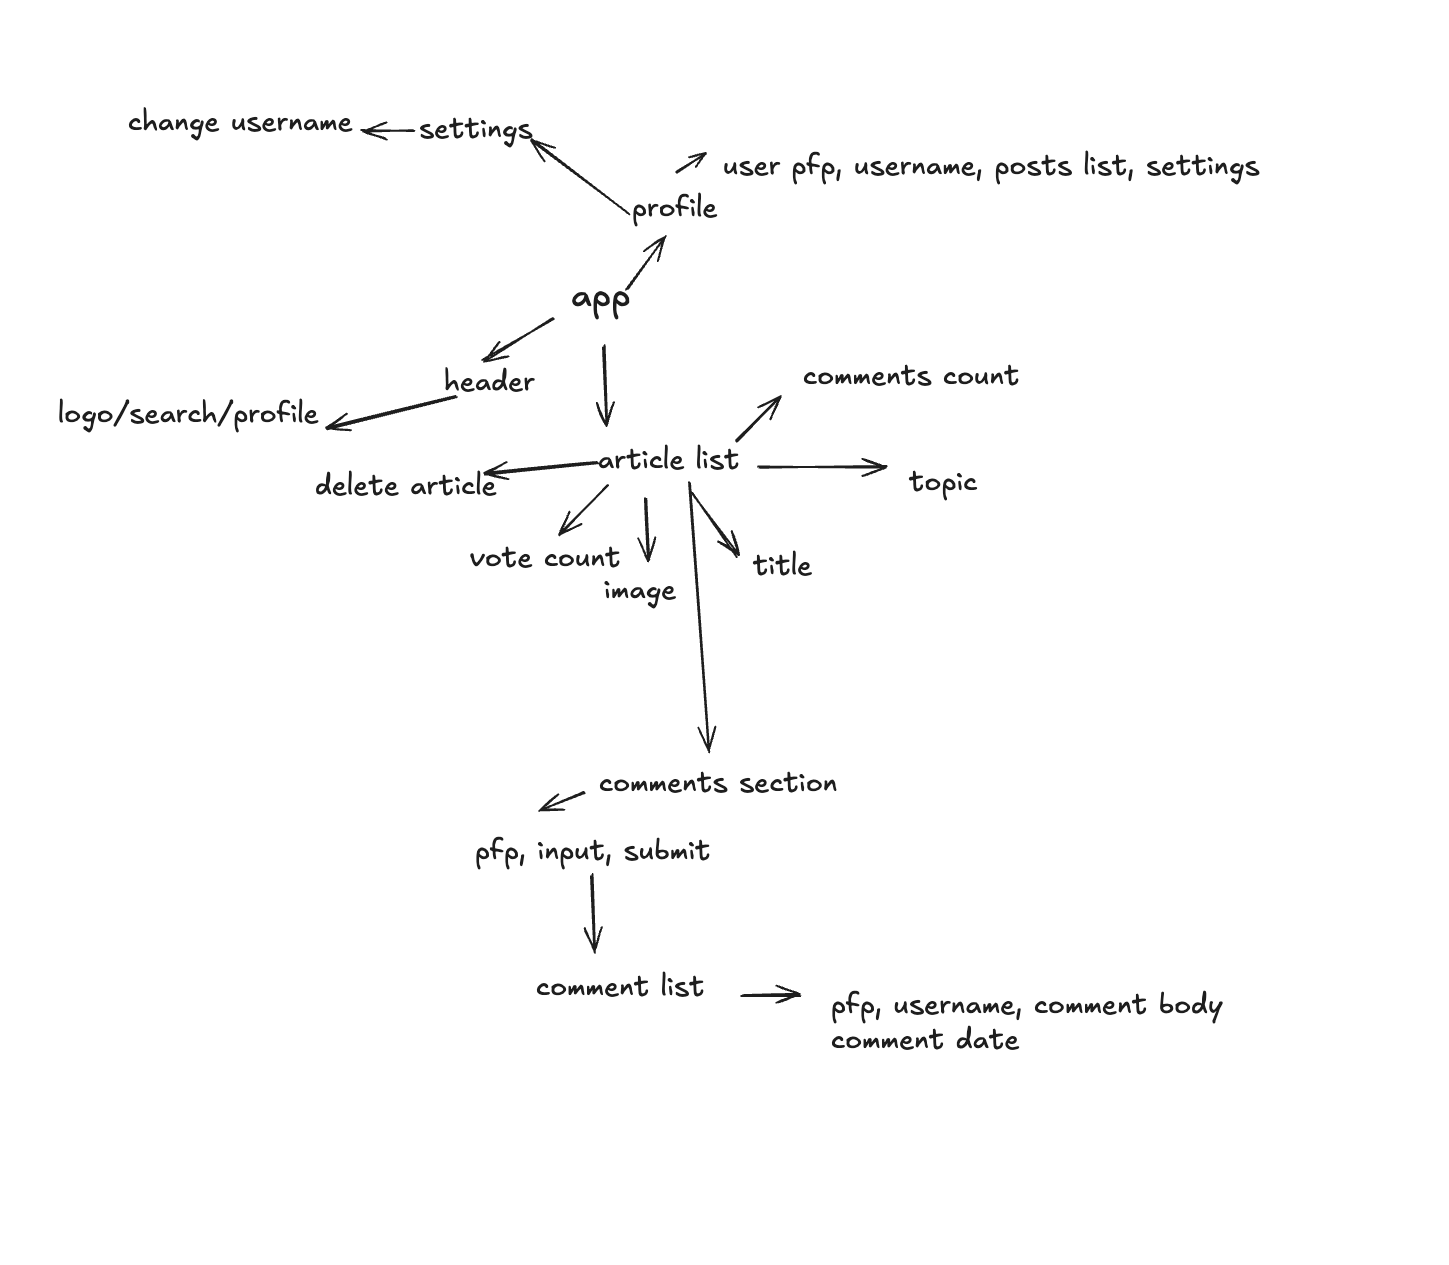 change username
settings
user pfp, username, posts list, settings
profile
app
header
comments count
logo/search/profile
article list
delete article
topic
vote count
title
image
comments section
pfp, input, submit
comment list
pfp, username, comment body
comment date